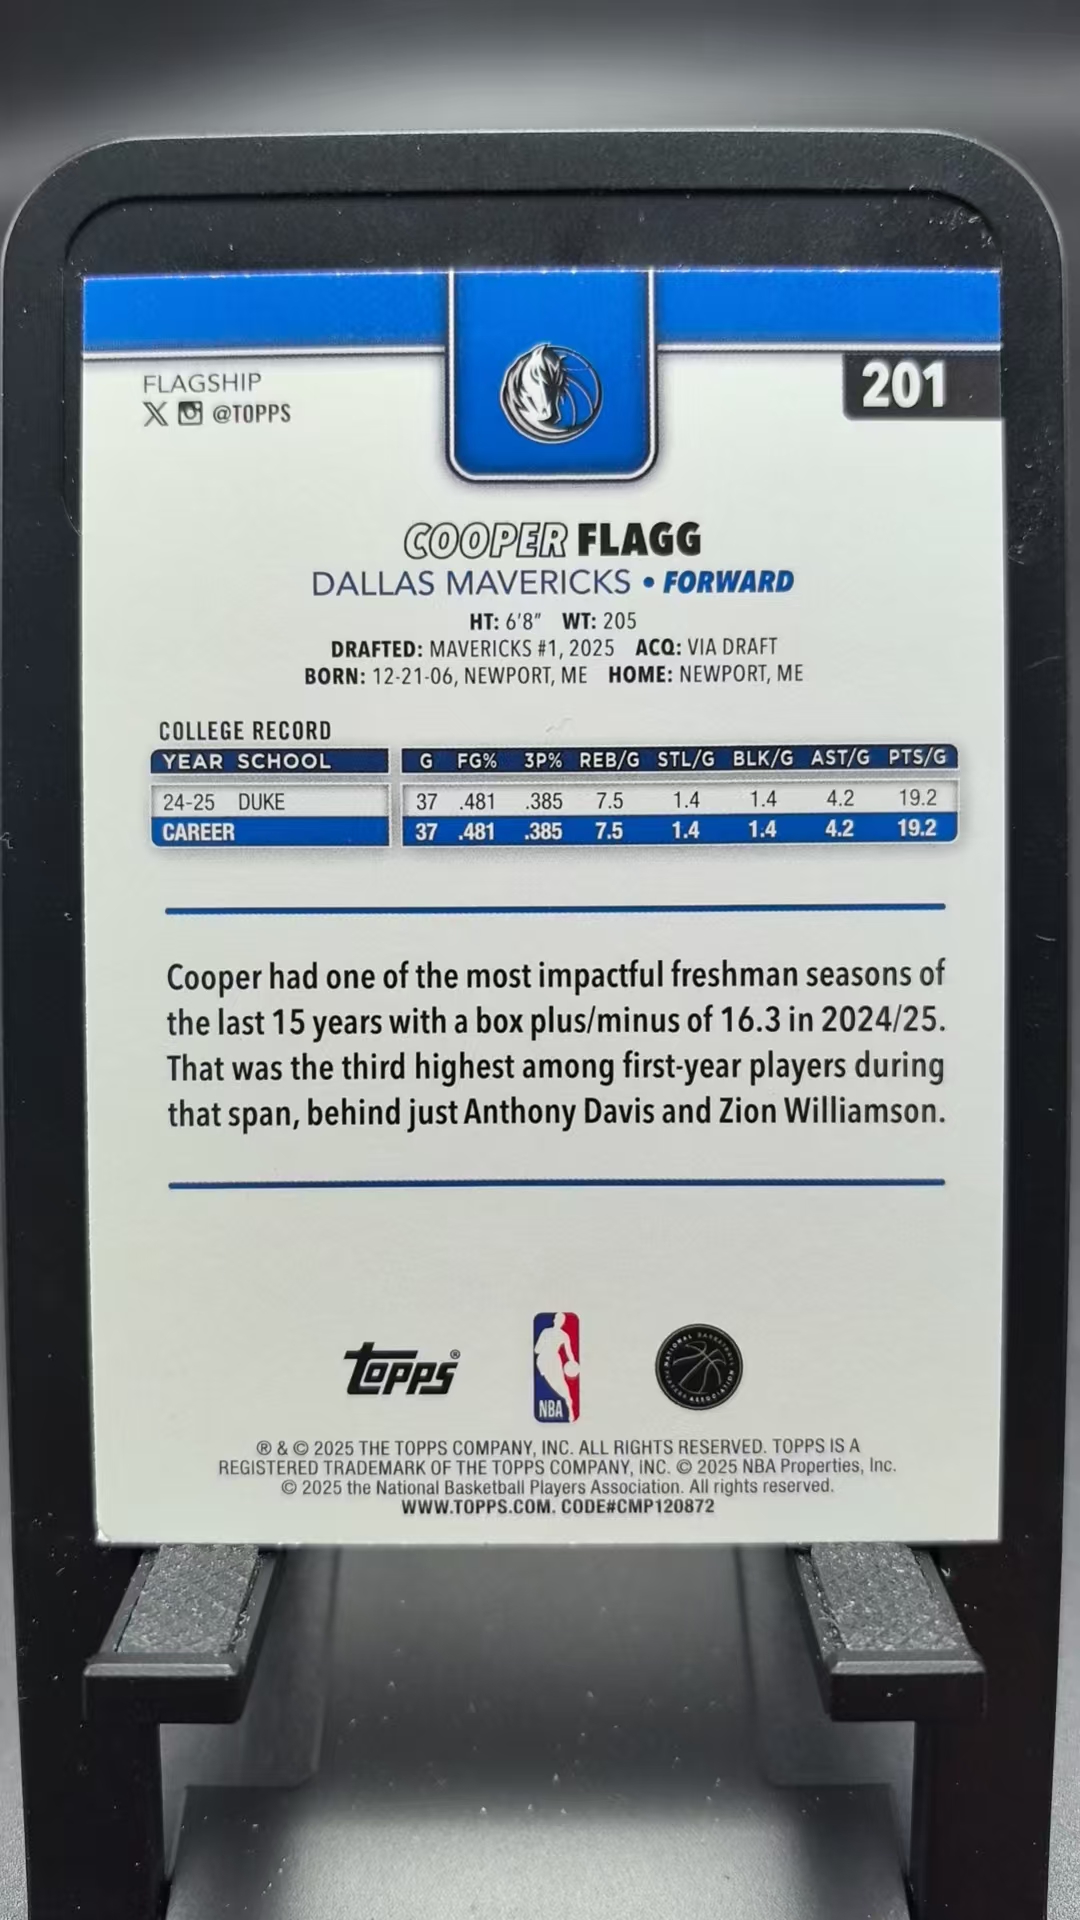 FLAGSHIP
201
X @TOPPS
COOPER FLAGG
DALLAS MAVERICKS • FORWARD
HT: 6'8" WT: 205
DRAFTED: MAVERICKS #1, 2025 ACQ: VIA DRAFT
BORN: 12-21-06, NEWPORT, ME HOME: NEWPORT, ME
COLLEGE RECORD
YEAR SCHOOL G FG% 3P% REB/G STL/G BLK/G AST/G PTS/G
24-25 DUKE 37 .481 .385 7.5 1.4 1.4 4.2 19.2
CAREER 37 .481 .385 7.5 1.4 1.4 4.2 19.2
Cooper had one of the most impactful freshman seasons of
the last 15 years with a box plus/minus of 16.3 in 2024/25.
That was the third highest among first-year players during
that span, behind just Anthony Davis and Zion Williamson.
Topps®
NBA
NATIONAL BASKETBALL PLAYERS ASSOCIATION
® & © 2025 THE TOPPS COMPANY, INC. ALL RIGHTS RESERVED. TOPPS IS A
REGISTERED TRADEMARK OF THE TOPPS COMPANY, INC. © 2025 NBA Properties, Inc.
© 2025 the National Basketball Players Association. All rights reserved.
WWW.TOPPS.COM. CODE#CMP120872